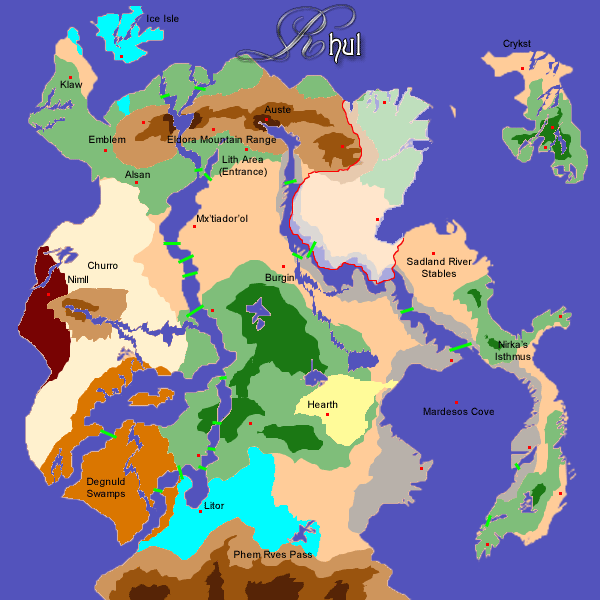 Ice Isle
Rhul
Crykst
Klaw
Auste
Emblem
Eldora Mountain Range
Lith Area
(Entrance)
Alsan
Mx'tiador'ol
Churro
Nimll
Burgin
Sadland River
Stables
Nirka's
Isthmus
Hearth
Mardesos Cove
Degnuld
Swamps
Litor
Phem Rves Pass